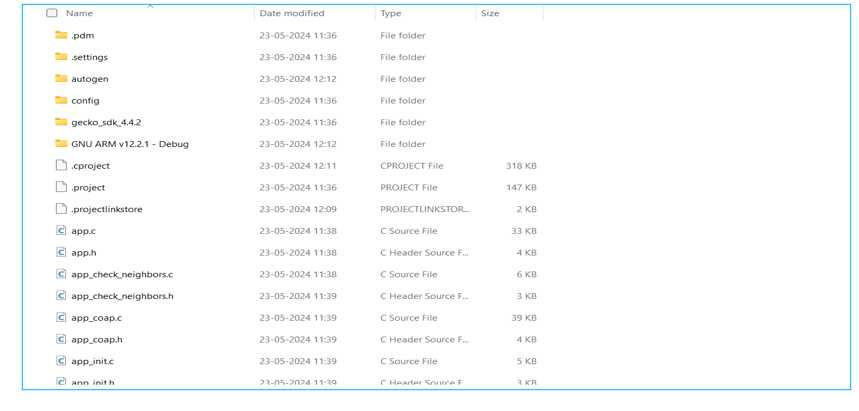 Name Date modified Type Size
.pdm 23-05-2024 11:36 File folder
.settings 23-05-2024 11:36 File folder
autogen 23-05-2024 12:12 File folder
config 23-05-2024 11:36 File folder
gecko_sdk_4.4.2 23-05-2024 11:36 File folder
GNU ARM v12.2.1 - Debug 23-05-2024 12:12 File folder
.cproject 23-05-2024 12:11 CPROJECT File 318 KB
.project 23-05-2024 11:36 PROJECT File 147 KB
.projectlinkstore 23-05-2024 12:09 PROJECTLINKSTOR... 2 KB
app.c 23-05-2024 11:38 C Source File 33 KB
app.h 23-05-2024 11:38 C Header Source F... 4 KB
app_check_neighbors.c 23-05-2024 11:38 C Source File 6 KB
app_check_neighbors.h 23-05-2024 11:39 C Header Source F... 3 KB
app_coap.c 23-05-2024 11:39 C Source File 39 KB
app_coap.h 23-05-2024 11:39 C Header Source F... 4 KB
app_init.c 23-05-2024 11:39 C Source File 5 KB
app_init.h 23-05-2024 11:39 C Header Source F 3 KB